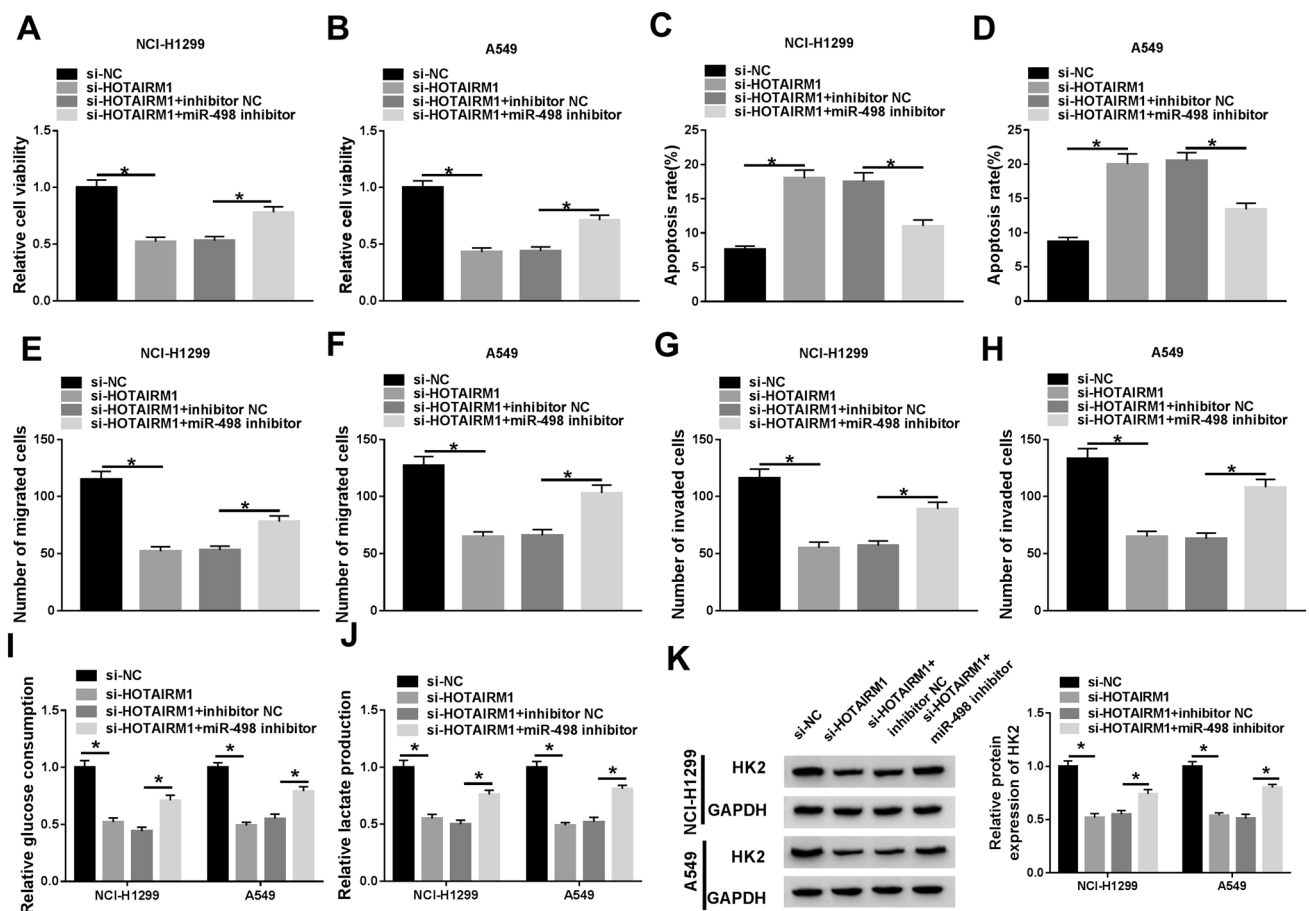 A
NCI-H1299
si-NC
si-HOTAIRM1
si-HOTAIRM1+inhibitor NC
si-HOTAIRM1+miR-498 inhibitor
Relative cell viability
1.5
1.0
0.5
0.0
*
*
B
A549
si-NC
si-HOTAIRM1
si-HOTAIRM1+inhibitor NC
si-HOTAIRM1+miR-498 inhibitor
Relative cell viability
1.5
1.0
0.5
0.0
*
*
C
NCI-H1299
si-NC
si-HOTAIRM1
si-HOTAIRM1+inhibitor NC
si-HOTAIRM1+miR-498 inhibitor
Apoptosis rate(%)
25
20
15
10
5
0
*
*
D
A549
si-NC
si-HOTAIRM1
si-HOTAIRM1+inhibitor NC
si-HOTAIRM1+miR-498 inhibitor
Apoptosis rate(%)
25
20
15
10
5
0
*
*
E
NCI-H1299
si-NC
si-HOTAIRM1
si-HOTAIRM1+inhibitor NC
si-HOTAIRM1+miR-498 inhibitor
Number of migrated cells
150
100
50
0
*
*
F
A549
si-NC
si-HOTAIRM1
si-HOTAIRM1+inhibitor NC
si-HOTAIRM1+miR-498 inhibitor
Number of migrated cells
150
100
50
0
*
*
G
NCI-H1299
si-NC
si-HOTAIRM1
si-HOTAIRM1+inhibitor NC
si-HOTAIRM1+miR-498 inhibitor
Number of invaded cells
150
100
50
0
*
*
H
A549
si-NC
si-HOTAIRM1
si-HOTAIRM1+inhibitor NC
si-HOTAIRM1+miR-498 inhibitor
Number of invaded cells
150
100
50
0
*
*
I
si-NC
si-HOTAIRM1
si-HOTAIRM1+inhibitor NC
si-HOTAIRM1+miR-498 inhibitor
Relative glucose consumption
1.5
1.0
0.5
0.0
*
*
*
*
NCI-H1299
A549
J
si-NC
si-HOTAIRM1
si-HOTAIRM1+inhibitor NC
si-HOTAIRM1+miR-498 inhibitor
Relative lactate production
1.5
1.0
0.5
0.0
*
*
*
*
NCI-H1299
A549
K
si-NC
si-HOTAIRM1
si-HOTAIRM1+
inhibitor NC
si-HOTAIRM1+
miR-498 inhibitor
NCI-H1299
HK2
GAPDH
A549
HK2
GAPDH
si-NC
si-HOTAIRM1
si-HOTAIRM1+inhibitor NC
si-HOTAIRM1+miR-498 inhibitor
Relative protein
expression of HK2
1.5
1.0
0.5
0.0
*
*
*
*
NCI-H1299
A549